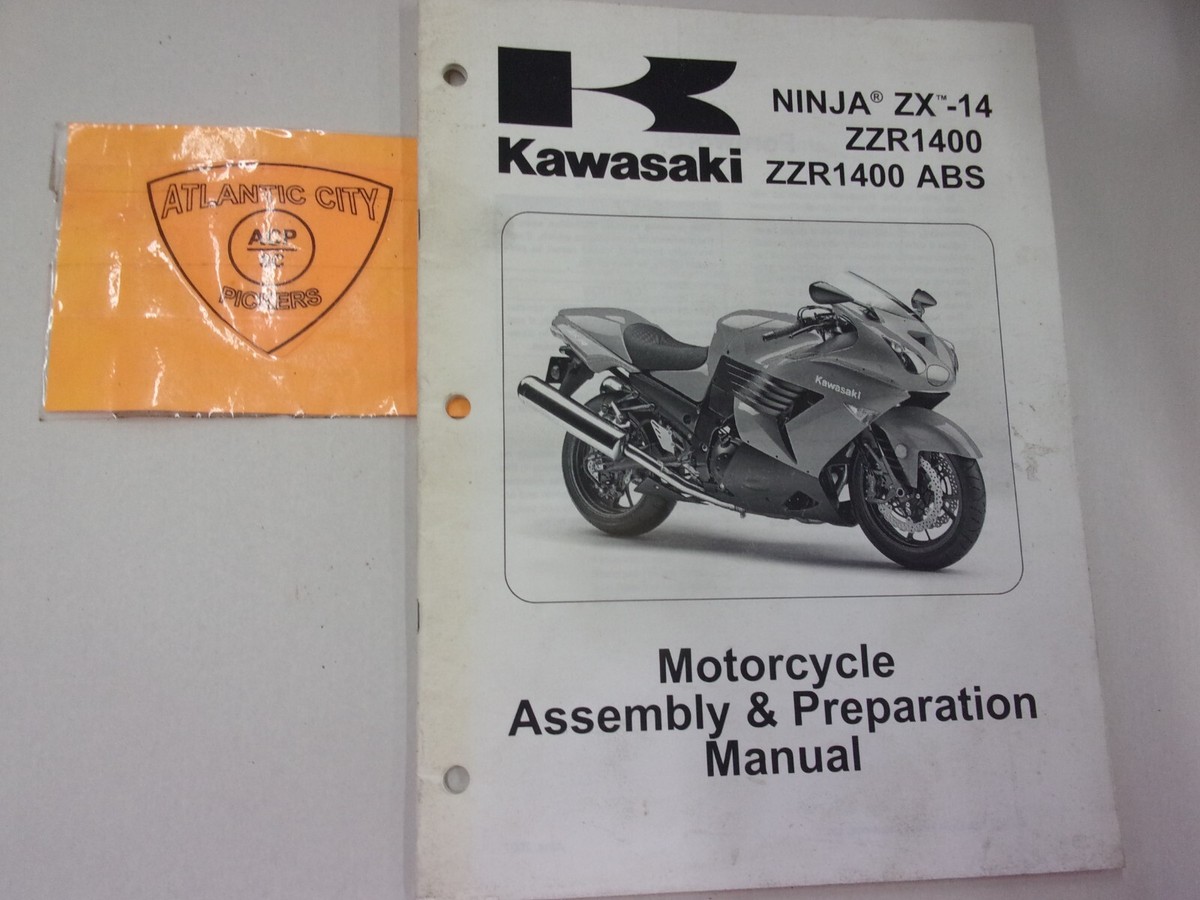 ATLANTIC CITY
ACP
PICKERS
Kawasaki
NINJA® ZX™-14
ZZR1400
ZZR1400 ABS
Kawasaki
Motorcycle
Assembly & Preparation
Manual